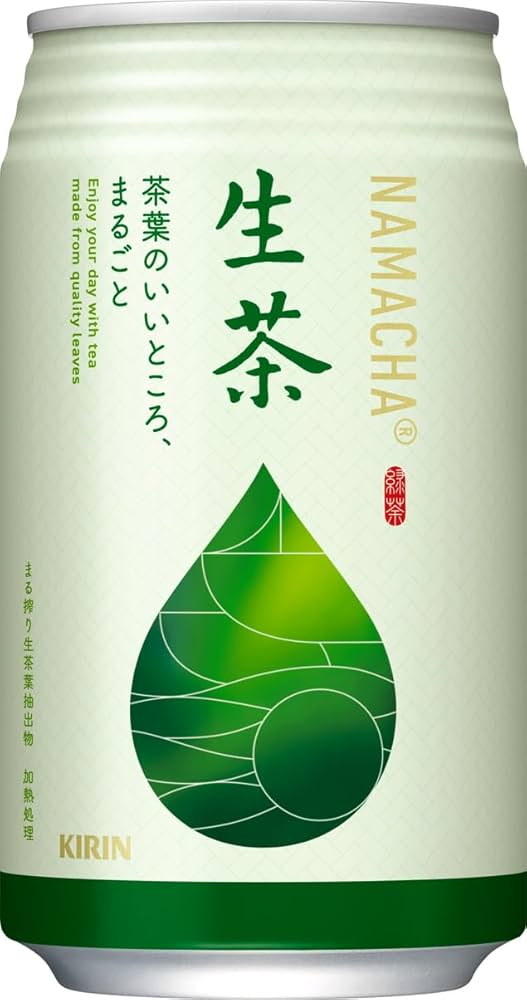 NAMACHA®
緑茶
生茶
茶葉のいいところ、
まるごと
Enjoy your day with tea
made from quality leaves
まる搾り生茶葉抽出物 加熱処理
KIRIN